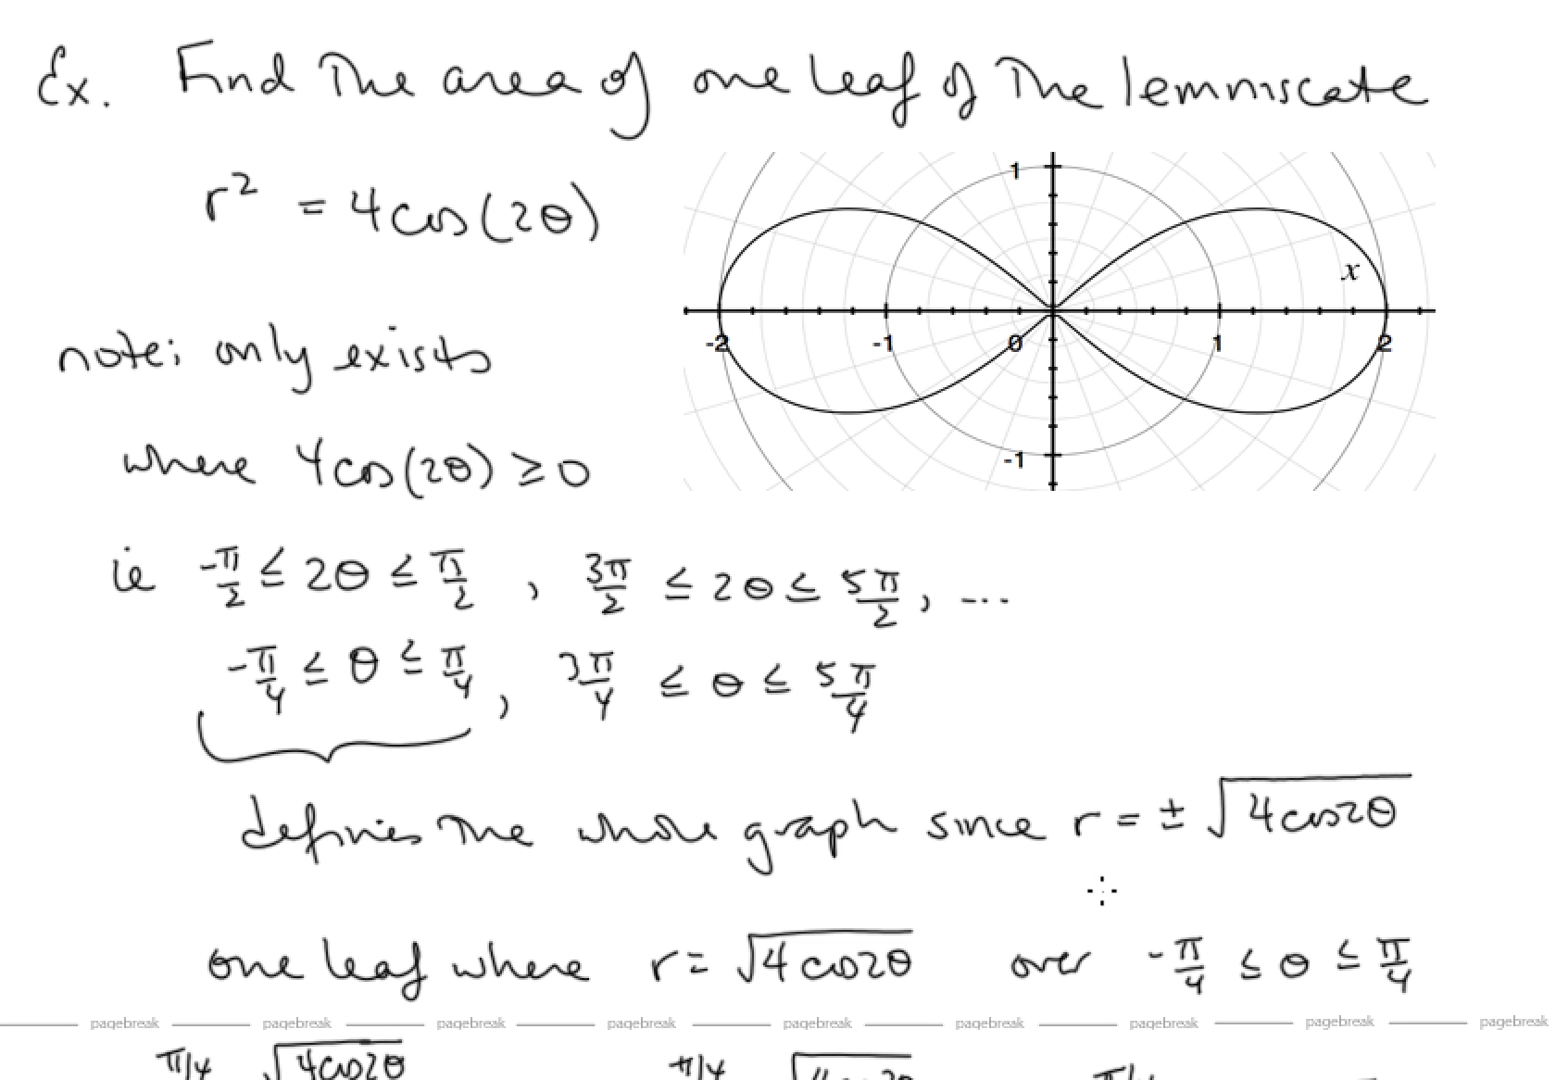 Ex. Find the area of one leaf of the lemniscate
r² = 4cos(2θ)
1
x
-2 -1 0 1 2
-1
note: only exists
where 4cos(2θ) ≥ 0
ie -π/2 ≤ 2θ ≤ π/2 , 3π/2 ≤ 2θ ≤ 5π/2, ...
-π/4 ≤ θ ≤ π/4 , 3π/4 ≤ θ ≤ 5π/4
defines the whole graph since r = ± √4cos2θ
one leaf where r = √4cos2θ over -π/4 ≤ θ ≤ π/4
pagebreak pagebreak pagebreak pagebreak pagebreak pagebreak pagebreak pagebreak pagebreak
π/4 √4cos2θ π/4